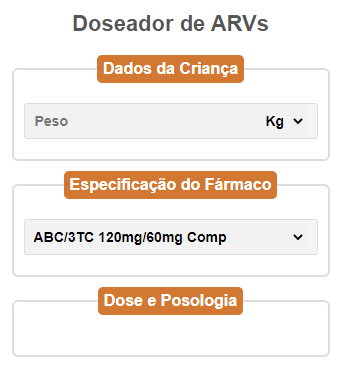 Doseador de ARVs
Dados da Criança
Peso Kg
Especificação do Fármaco
ABC/3TC 120mg/60mg Comp
Dose e Posologia